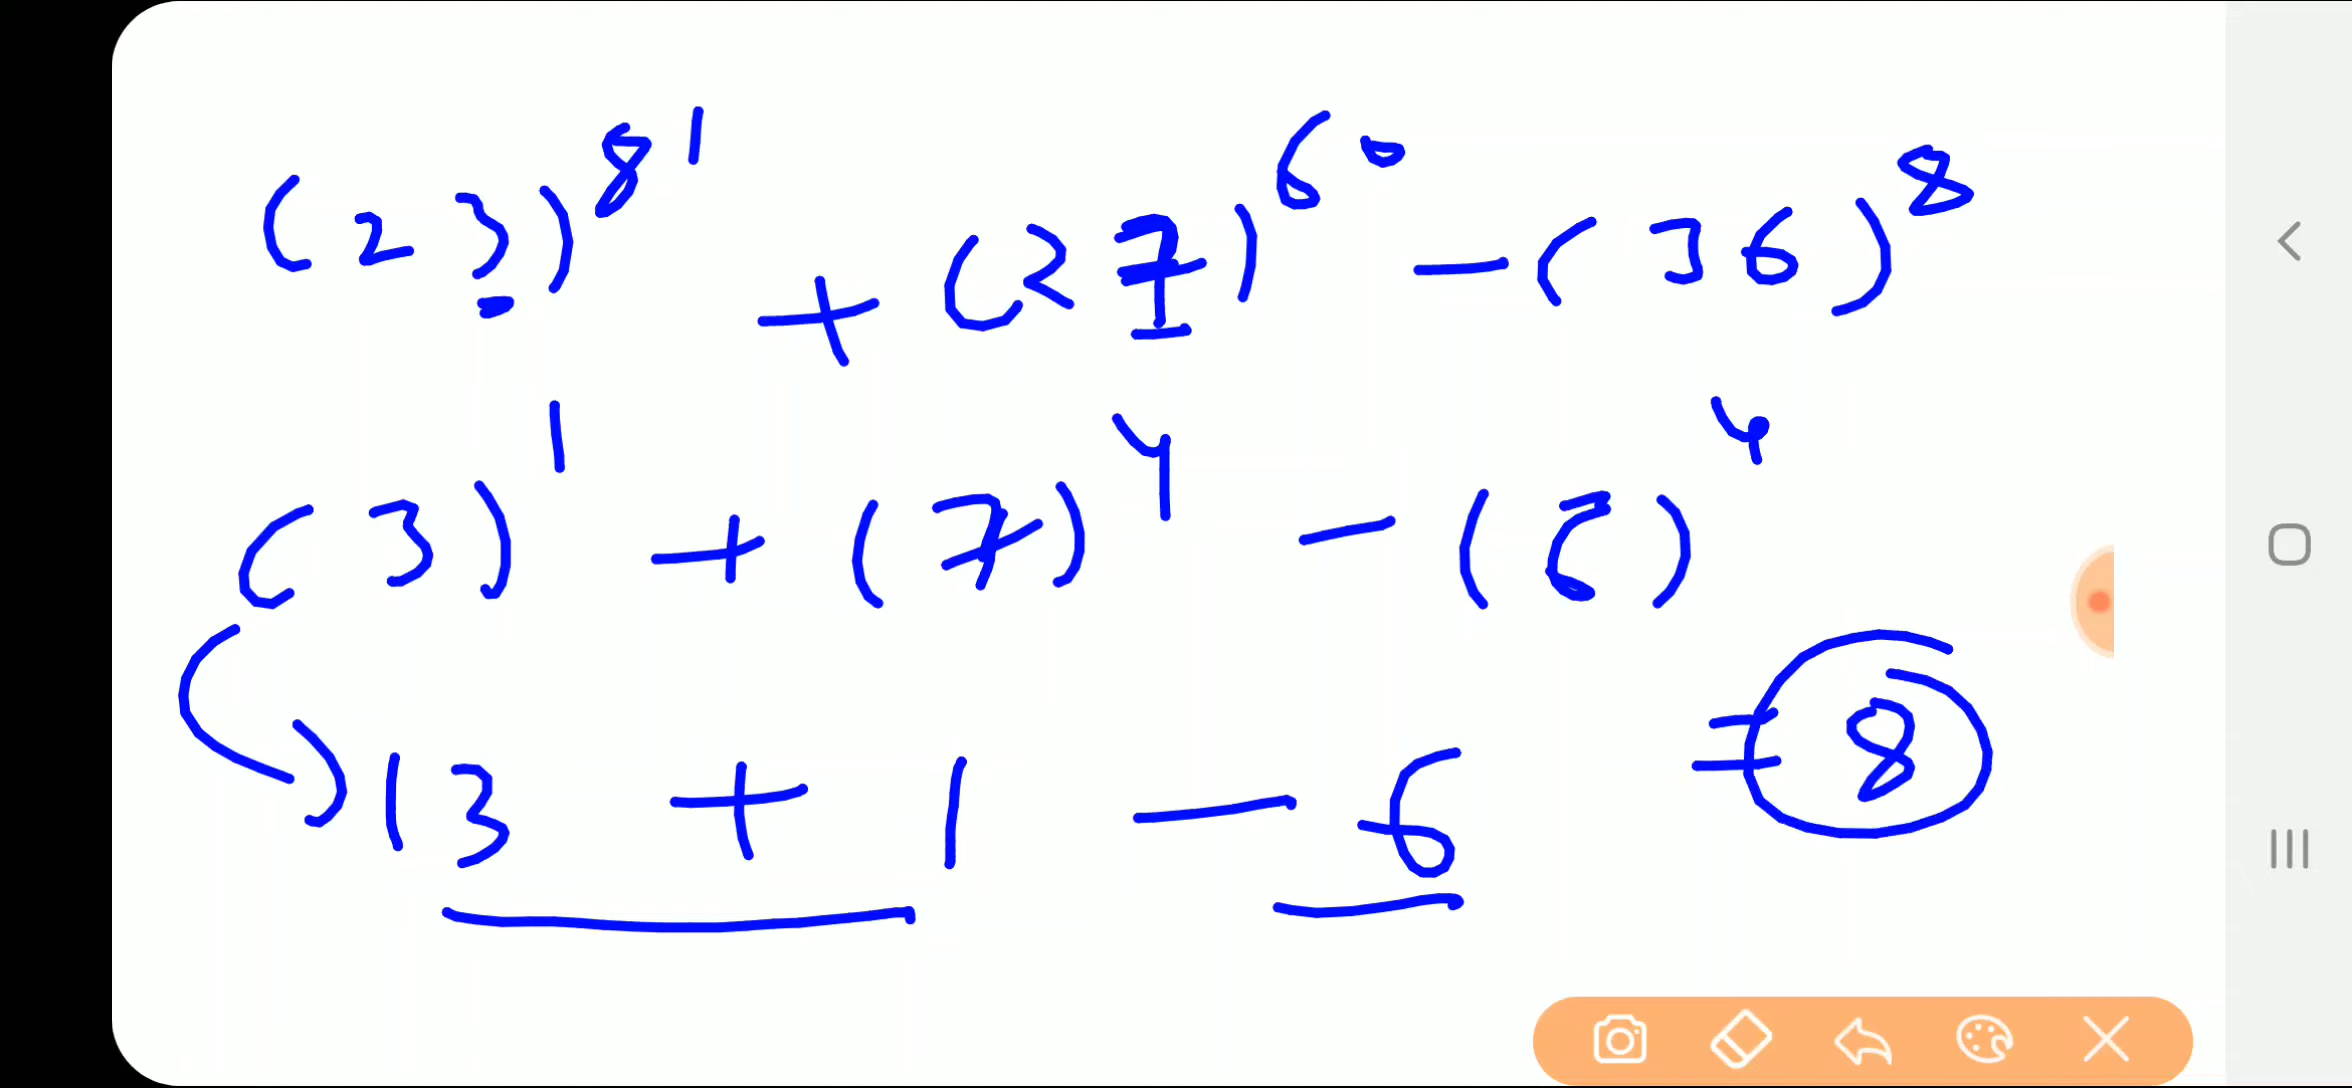 (23)⁸¹ + (27)⁶⁰ - (36)⁸
(3)¹ + (7)⁴ - (6)⁴
13 + 1 - 6 = 8